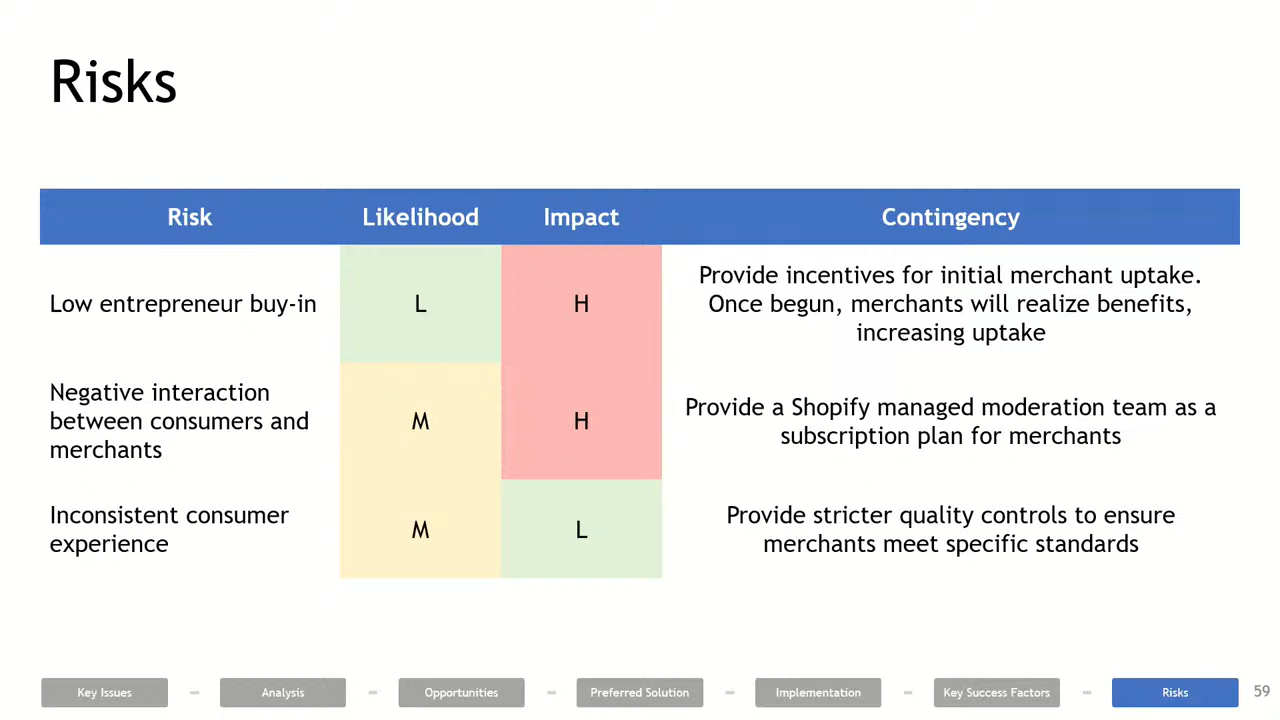 Risks
Risk Likelihood Impact Contingency
Low entrepreneur buy-in
L
H
Provide incentives for initial merchant uptake.
Once begun, merchants will realize benefits,
increasing uptake
Negative interaction
between consumers and
merchants
M
H
Provide a Shopify managed moderation team as a
subscription plan for merchants
Inconsistent consumer
experience
M
L
Provide stricter quality controls to ensure
merchants meet specific standards
Key Issues – Analysis – Opportunities – Preferred Solution – Implementation – Key Success Factors – Risks 59